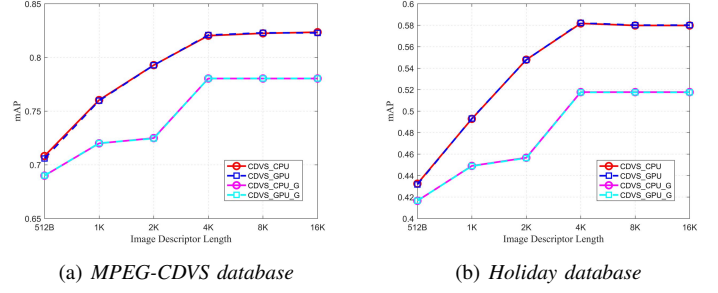 0.85
0.8
0.75
0.7
0.65
mAP
512B 1K 2K 4K 8K 16K
Image Descriptor Length
CDVS_CPU
CDVS_GPU
CDVS_CPU_G
CDVS_GPU_G
(a) MPEG-CDVS database
0.6
0.58
0.56
0.54
0.52
0.5
0.48
0.46
0.44
0.42
0.4
mAP
512B 1K 2K 4K 8K 16K
Image Descriptor Length
CDVS_CPU
CDVS_GPU
CDVS_CPU_G
CDVS_GPU_G
(b) Holiday database